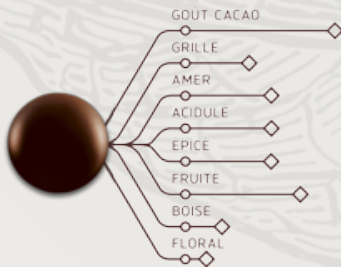 GOUT CACAO
GRILLE
AMER
ACIDULE
EPICE
FRUITE
BOISE
FLORAL